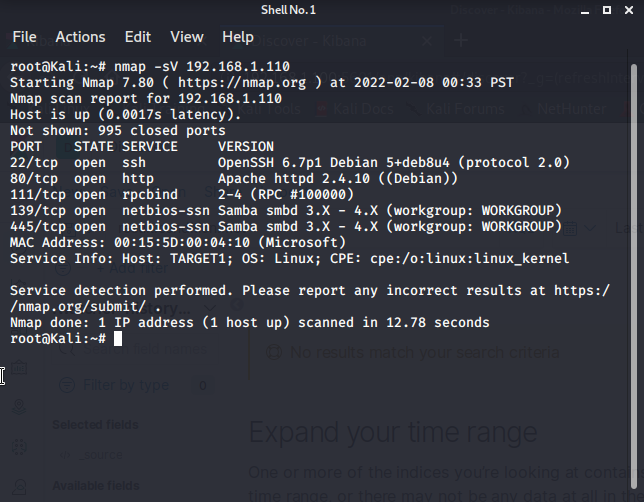 Shell No. 1
File Actions Edit View Help
root@Kali:~# nmap -sV 192.168.1.110
Starting Nmap 7.80 ( https://nmap.org ) at 2022-02-08 00:33 PST
Nmap scan report for 192.168.1.110
Host is up (0.0017s latency).
Not shown: 995 closed ports
PORT    STATE SERVICE     VERSION
22/tcp  open  ssh         OpenSSH 6.7p1 Debian 5+deb8u4 (protocol 2.0)
80/tcp  open  http        Apache httpd 2.4.10 ((Debian))
111/tcp open  rpcbind     2-4 (RPC #100000)
139/tcp open  netbios-ssn Samba smbd 3.X - 4.X (workgroup: WORKGROUP)
445/tcp open  netbios-ssn Samba smbd 3.X - 4.X (workgroup: WORKGROUP)
MAC Address: 00:15:5D:00:04:10 (Microsoft)
Service Info: Host: TARGET1; OS: Linux; CPE: cpe:/o:linux:linux_kernel
Service detection performed. Please report any incorrect results at https:/
/nmap.org/submit/ .
Nmap done: 1 IP address (1 host up) scanned in 12.78 seconds
root@Kali:~#
Discover - Kibana
Kali Docs
Kali Forums
NetHunter
No results match your search criteria
Filter by type 0
Selected fields
_source
Available fields
Expand your time range
One or more of the indices you're looking at contains
time range, or there may not be any data at all in